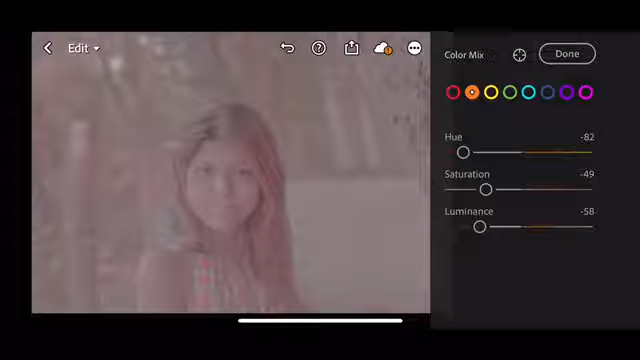 Edit
Color Mix
Done
Hue -82
Saturation -49
Luminance -58